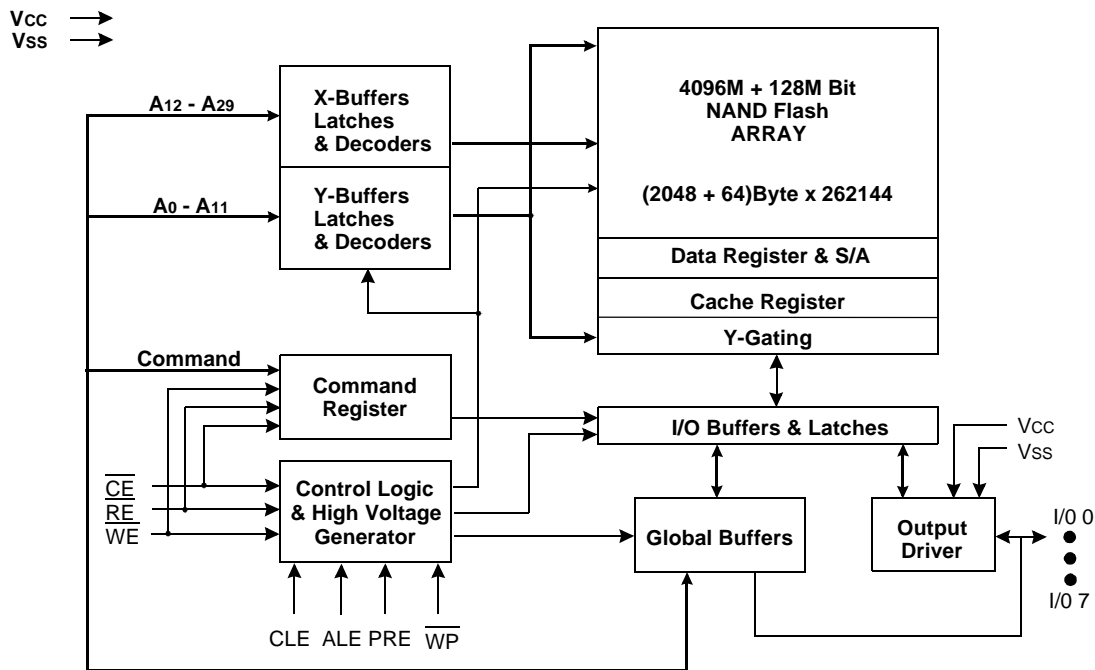 VCC
VSS
A12 - A29
X-Buffers
Latches
& Decoders
A0 - A11
Y-Buffers
Latches
& Decoders
4096M + 128M Bit
NAND Flash
ARRAY
(2048 + 64)Byte x 262144
Data Register & S/A
Cache Register
Y-Gating
Command
Command
Register
I/O Buffers & Latches
VCC
VSS
CE
RE
WE
Control Logic
& High Voltage
Generator
Global Buffers
Output
Driver
I/0 0
I/0 7
CLE ALE PRE WP